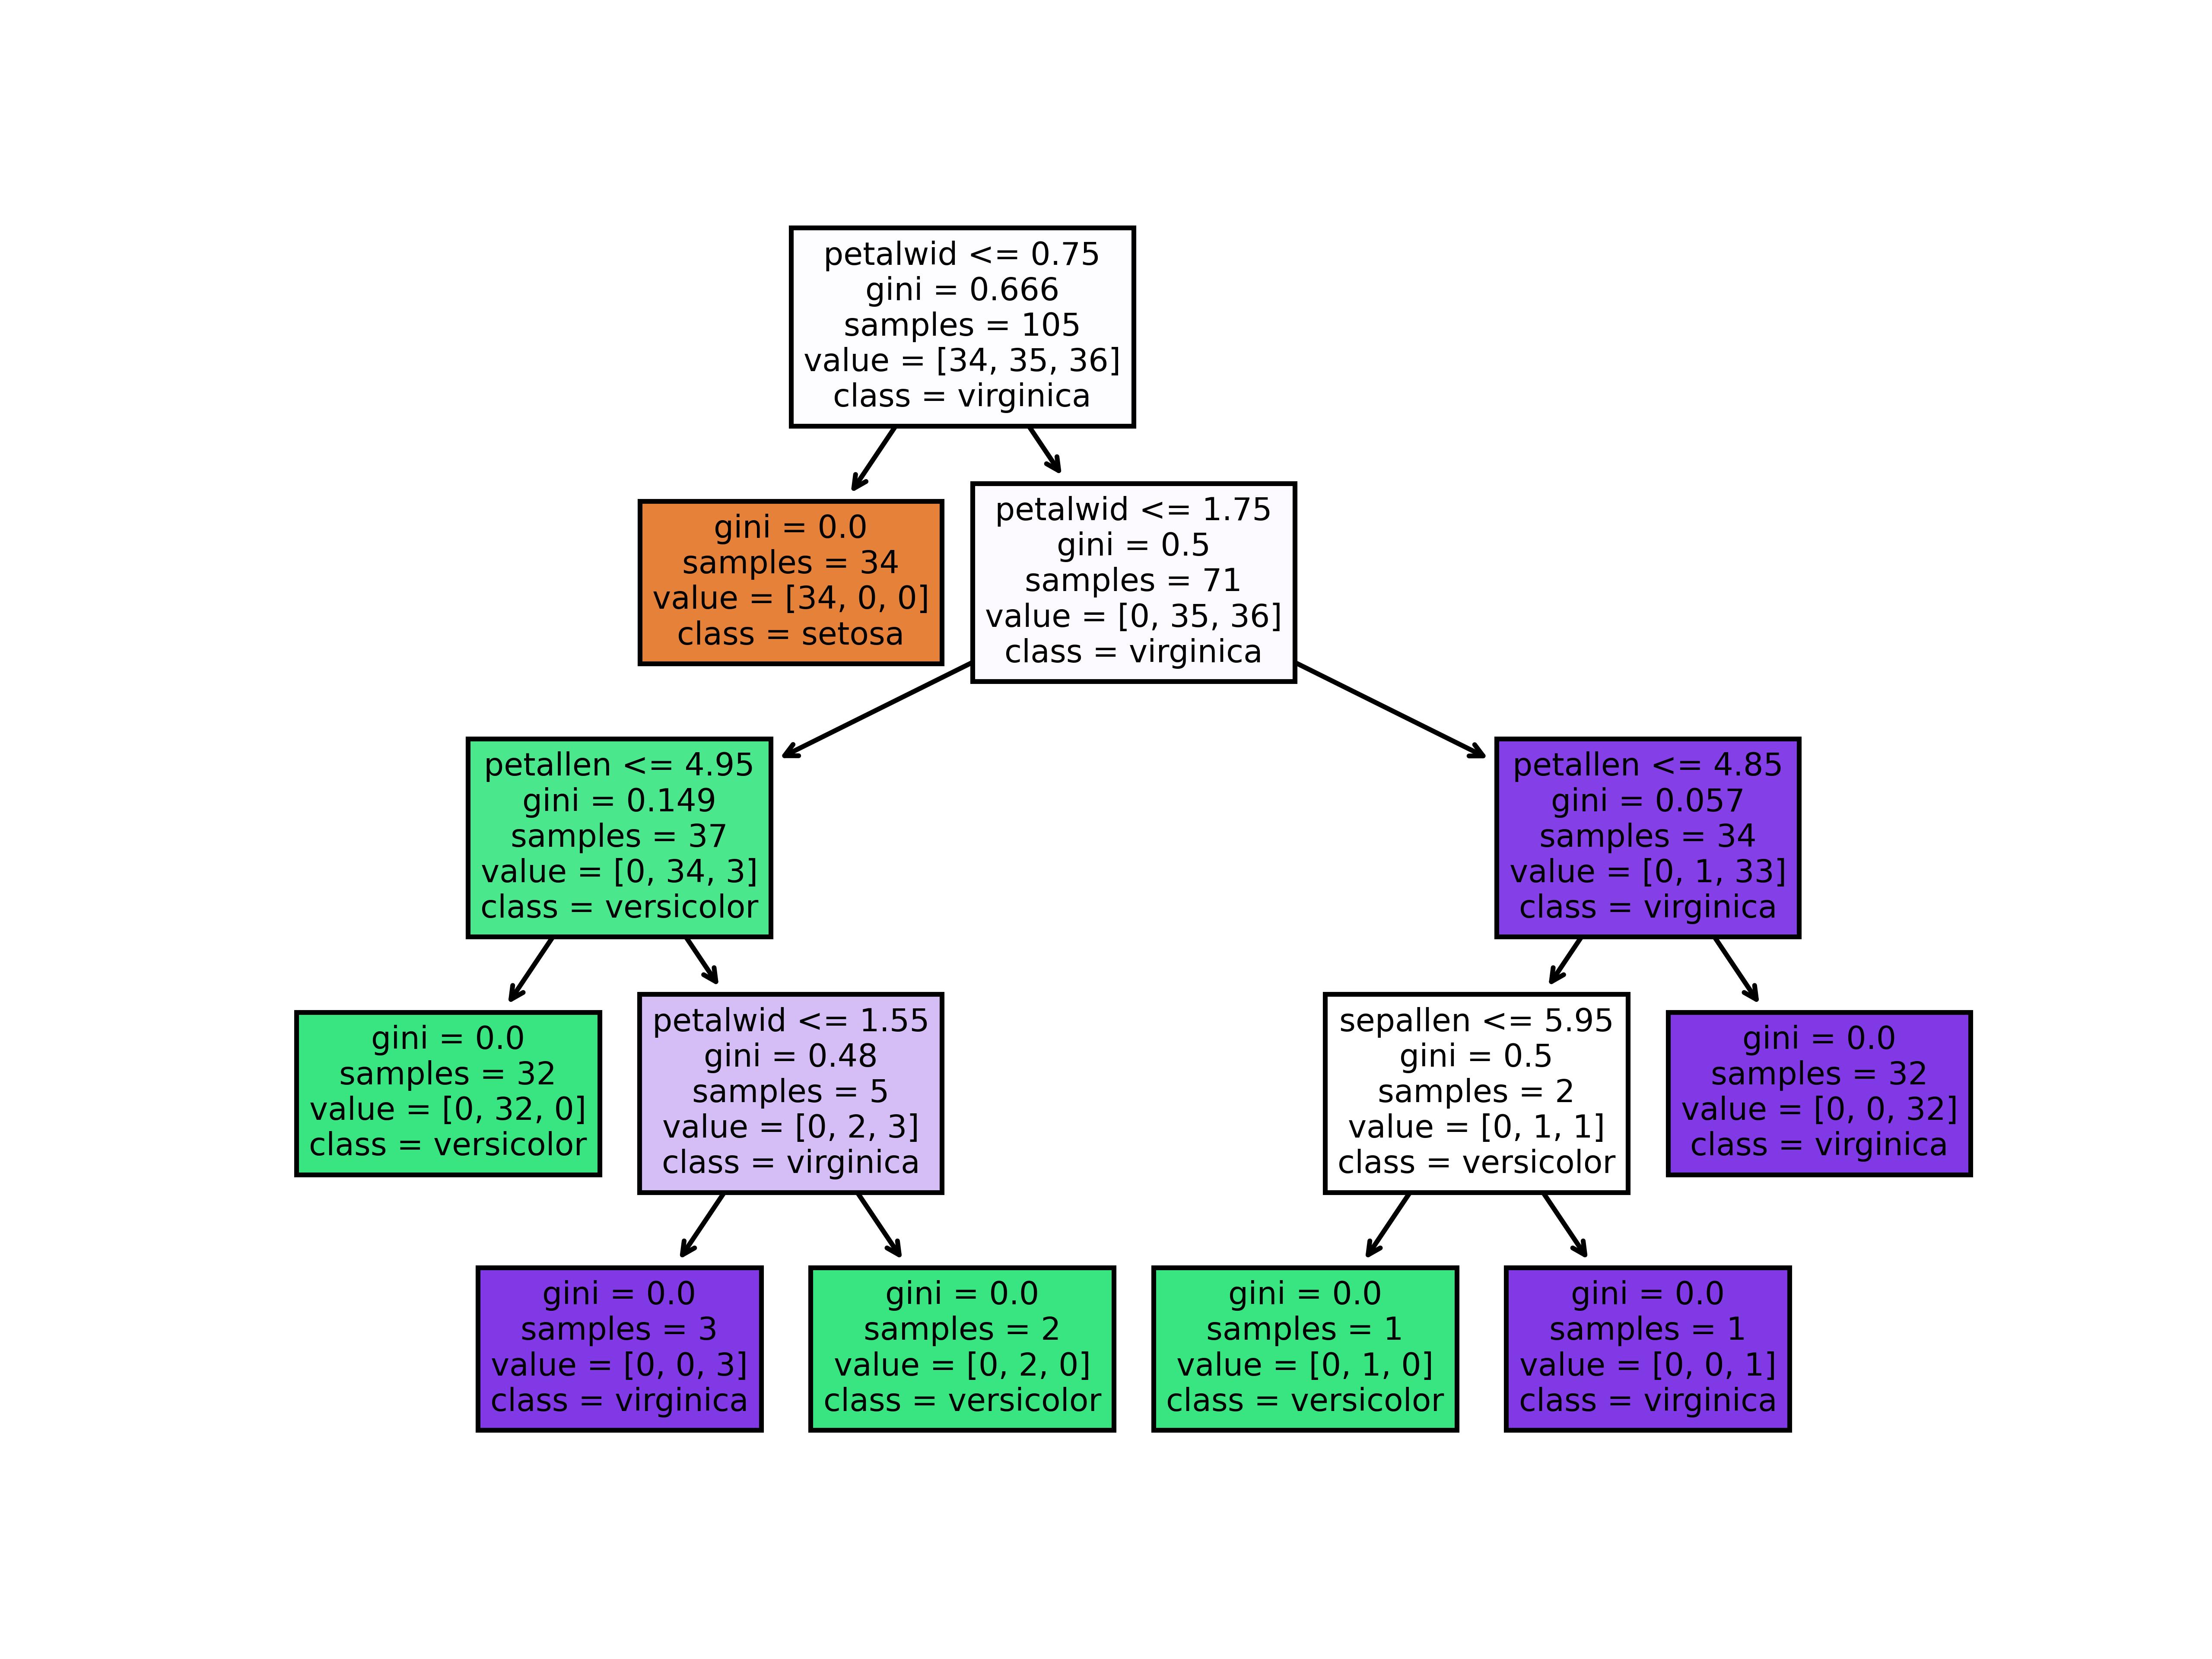 petalwid <= 0.75
gini = 0.666
samples = 105
value = [34, 35, 36]
class = virginica
gini = 0.0
samples = 34
value = [34, 0, 0]
class = setosa
petalwid <= 1.75
gini = 0.5
samples = 71
value = [0, 35, 36]
class = virginica
petallen <= 4.95
gini = 0.149
samples = 37
value = [0, 34, 3]
class = versicolor
petallen <= 4.85
gini = 0.057
samples = 34
value = [0, 1, 33]
class = virginica
gini = 0.0
samples = 32
value = [0, 32, 0]
class = versicolor
petalwid <= 1.55
gini = 0.48
samples = 5
value = [0, 2, 3]
class = virginica
sepallen <= 5.95
gini = 0.5
samples = 2
value = [0, 1, 1]
class = versicolor
gini = 0.0
samples = 32
value = [0, 0, 32]
class = virginica
gini = 0.0
samples = 3
value = [0, 0, 3]
class = virginica
gini = 0.0
samples = 2
value = [0, 2, 0]
class = versicolor
gini = 0.0
samples = 1
value = [0, 1, 0]
class = versicolor
gini = 0.0
samples = 1
value = [0, 0, 1]
class = virginica